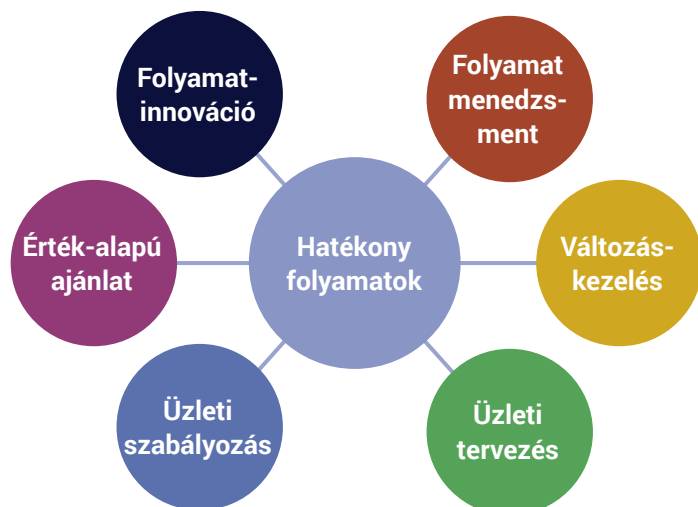 Folyamat-
innováció
Folyamat
menedzs-
ment
Érték-alapú
ajánlat
Hatékony
folyamatok
Változás-
kezelés
Üzleti
szabályozás
Üzleti
tervezés